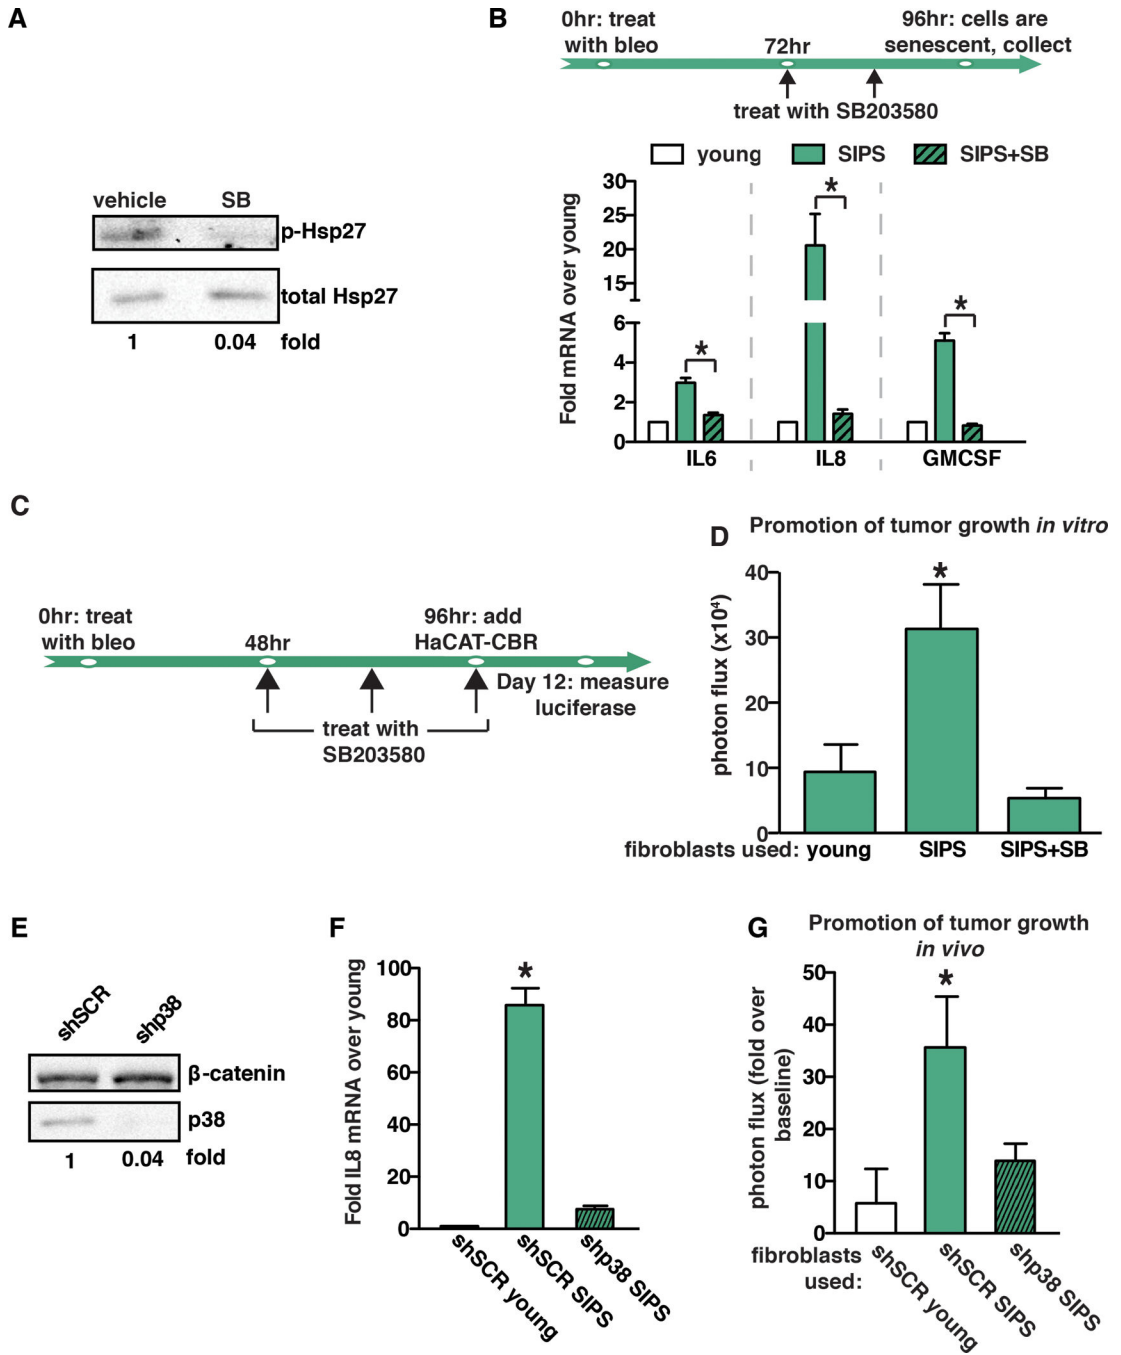 A
vehicle SB
p-Hsp27
total Hsp27
1 0.04 fold
B
0hr: treat
with bleo
72hr
96hr: cells are
senescent, collect
treat with SB203580
young SIPS SIPS+SB
Fold mRNA over young
30
25
20
15
6
4
2
0
*
*
*
IL6 IL8 GMCSF
C
0hr: treat
with bleo
48hr
96hr: add
HaCAT-CBR
Day 12: measure
luciferase
treat with
SB203580
D
Promotion of tumor growth in vitro
photon flux (x10⁴)
40
30
20
10
0
*
fibroblasts used: young SIPS SIPS+SB
E
shSCR shp38
β-catenin
p38
1 0.04 fold
F
Fold IL8 mRNA over young
100
80
60
40
20
0
*
shSCR young
shSCR SIPS
shp38 SIPS
G
Promotion of tumor growth
in vivo
photon flux (fold over
baseline)
50
40
30
20
10
0
*
fibroblasts
used:
shSCR young
shSCR SIPS
shp38 SIPS